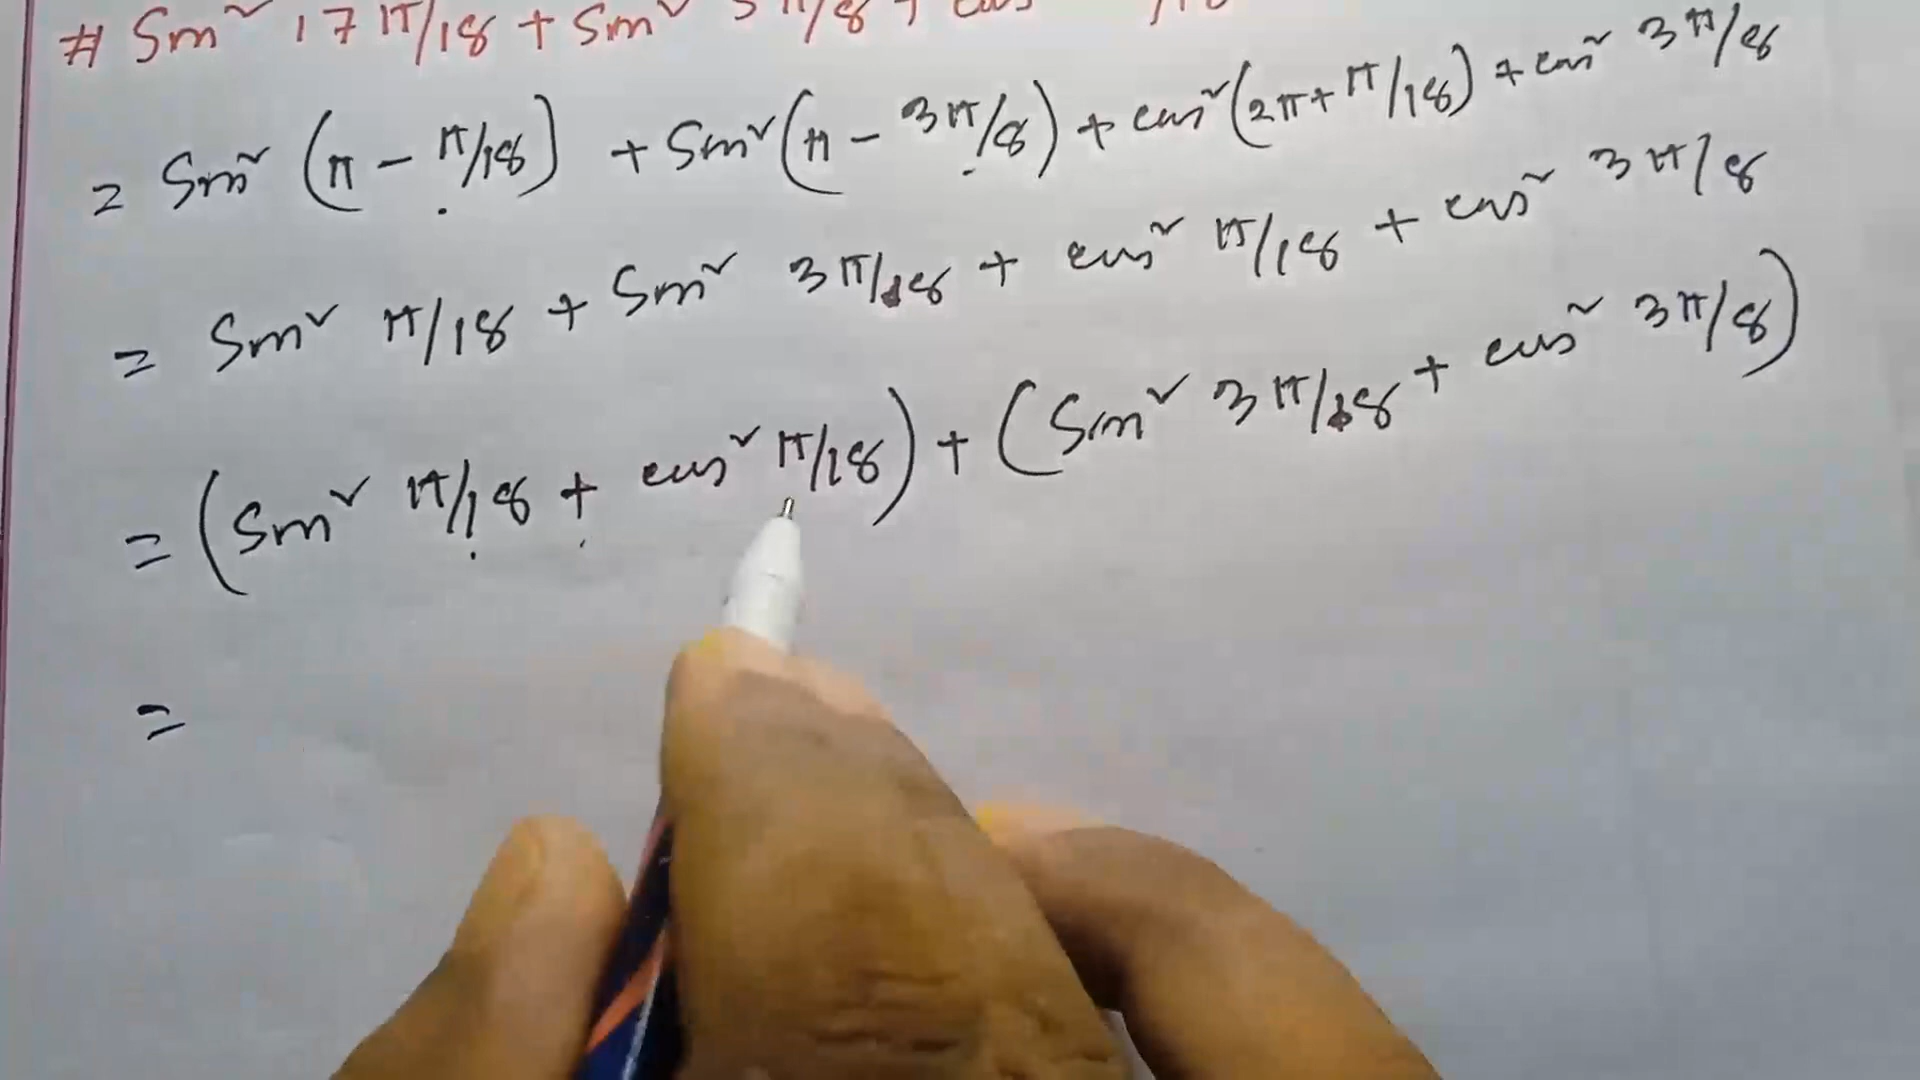 # Sin² 17π/18 + Sin² 5π/8 + cos²
= Sin² (π - π/18) + Sin² (π - 3π/8) + cos² (2π + π/18) + cos² 3π/8
= Sin² π/18 + Sin² 3π/8 + cos² π/18 + cos² 3π/8
= (Sin² π/18 + cos² π/18) + (Sin² 3π/8 + cos² 3π/8)
=